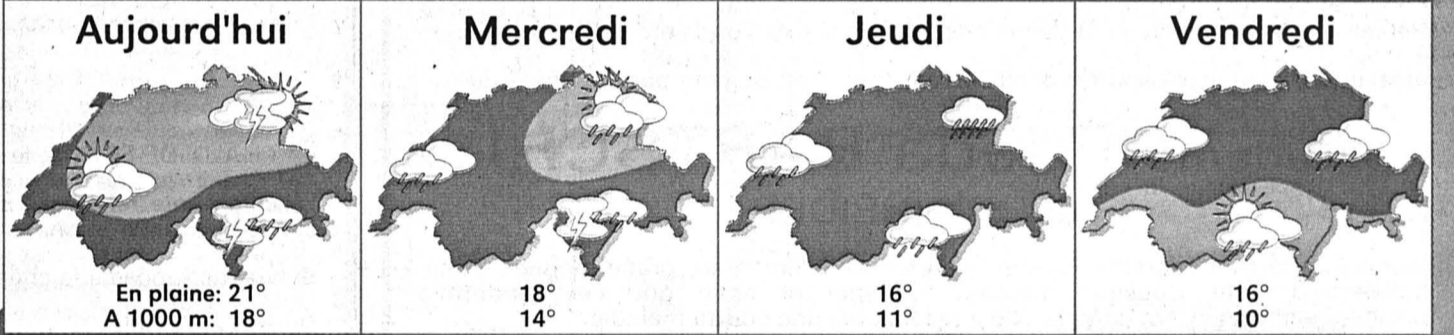 Aujourd'hui
En plaine: 21°
A 1000 m: 18°
Mercredi
18°
14°
Jeudi
16°
11°
Vendredi
16°
10°